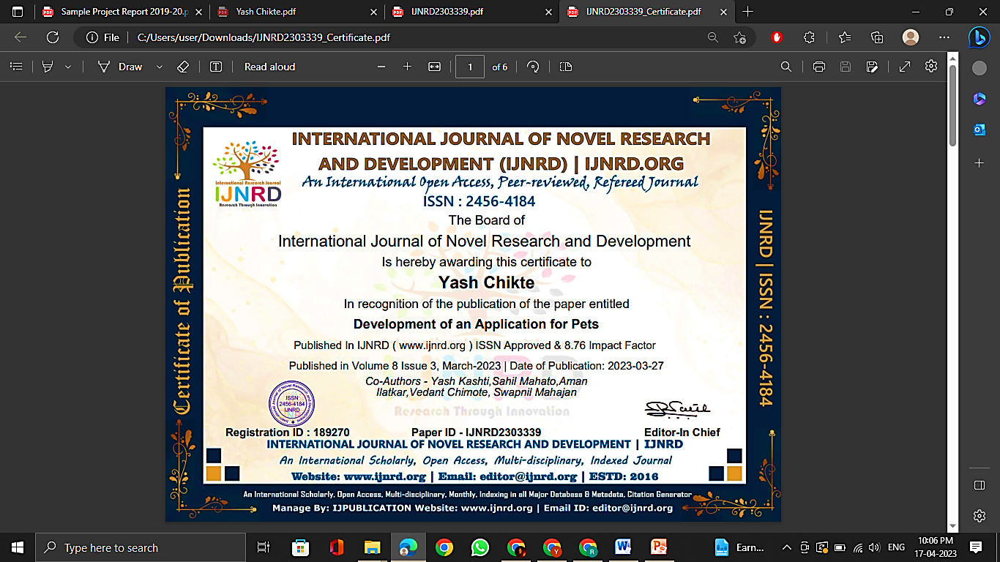 Sample Project Report 2019-20.p
Yash Chikte.pdf
IJNRD2303339.pdf
IJNRD2303339_Certificate.pdf
File
C:/Users/user/Downloads/IJNRD2303339_Certificate.pdf
Draw
Read aloud
1
of 6
INTERNATIONAL JOURNAL OF NOVEL RESEARCH
AND DEVELOPMENT (IJNRD) | IJNRD.ORG
An International Open Access, Peer-reviewed, Refereed Journal
ISSN : 2456-4184
International Research Journal
IJNRD
Research Through Innovation
The Board of
International Journal of Novel Research and Development
Is hereby awarding this certificate to
Yash Chikte
In recognition of the publication of the paper entitled
Development of an Application for Pets
Published In IJNRD ( www.ijnrd.org ) ISSN Approved & 8.76 Impact Factor
Published in Volume 8 Issue 3, March-2023 | Date of Publication: 2023-03-27
Co-Authors - Yash Kashti,Sahil Mahato,Aman
Ilatkar,Vedant Chimote, Swapnil Mahajan
IJNRD
Research Through Innovation
ISSN
2456-4184
IJNRD
Registration ID : 189270
Paper ID - IJNRD2303339
Editor-In Chief
INTERNATIONAL JOURNAL OF NOVEL RESEARCH AND DEVELOPMENT | IJNRD
An International Scholarly, Open Access, Multi-disciplinary, Indexed Journal
Website: www.ijnrd.org | Email: editor@ijnrd.org | ESTD: 2016
An International Scholarly, Open Access, Multi-disciplinary, Monthly, Indexing in all Major Database & Metadata, Citation Generator
Manage By: IJPUBLICATION Website: www.ijnrd.org | Email ID: editor@ijnrd.org
Certificate of Publication
IJNRD | ISSN : 2456-4184
Type here to search
Earn...
ENG
10:06 PM
17-04-2023